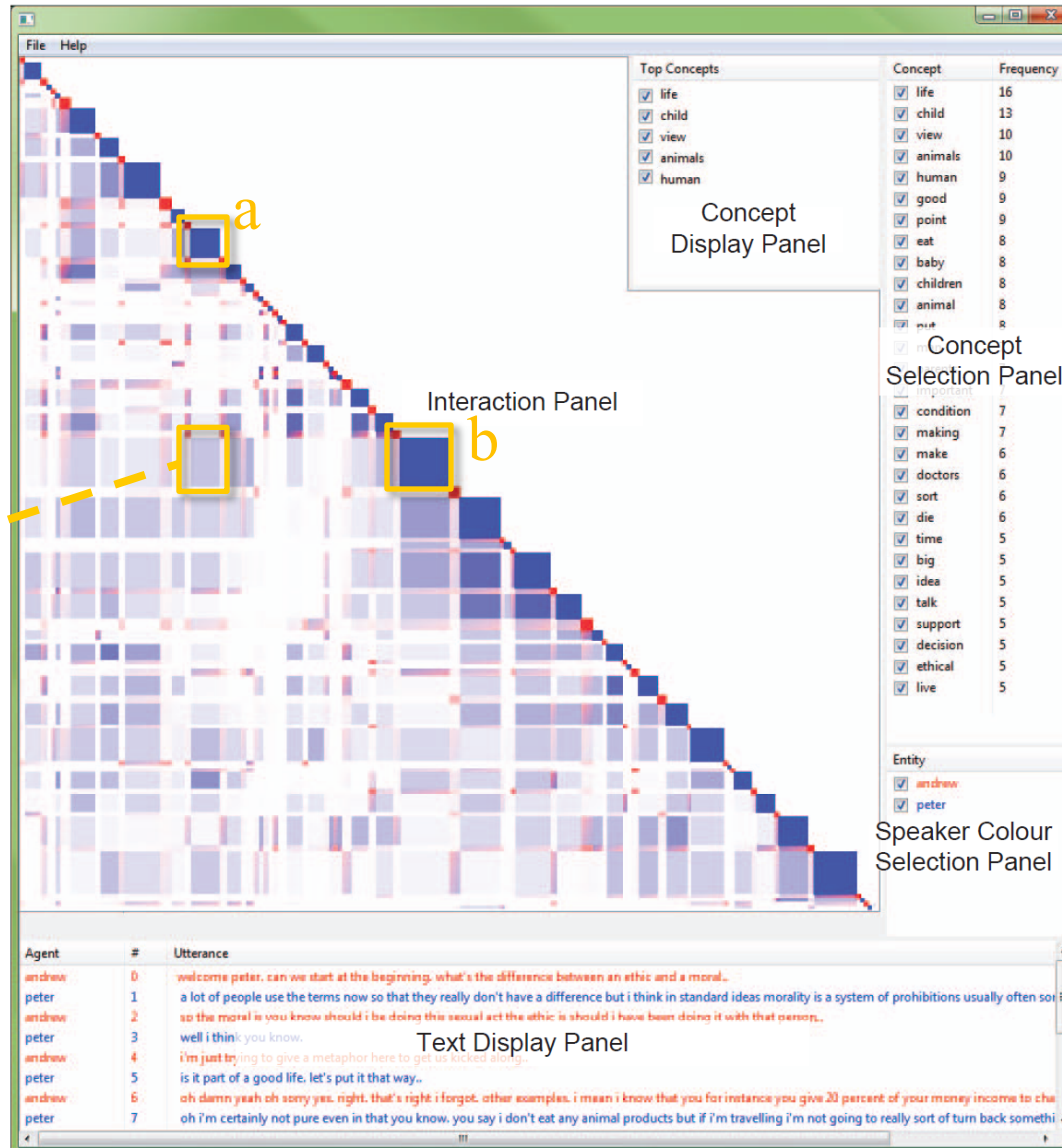 File Help
Top Concepts
life
child
view
animals
human
Concept
Display Panel
Concept Frequency
life 16
child 13
view 10
animals 10
human 9
good 9
point 9
eat 8
baby 8
children 8
animal 8
put 8
Concept
Selection Panel
important 7
condition 7
making 7
make 6
doctors 6
sort 6
die 6
time 5
big 5
idea 5
talk 5
support 5
decision 5
ethical 5
live 5
a
Interaction Panel
b
Entity
andrew
peter
Speaker Colour
Selection Panel
Agent # Utterance
andrew 0 welcome peter. can we start at the beginning. what's the difference between an ethic and a moral..
peter 1 a lot of people use the terms now so that they really don't have a difference but i think in standard ideas morality is a system of prohibitions usually often sor
andrew 2 so the moral is you know should i be doing this sexual act the ethic is should i have been doing it with that person..
peter 3 well i think you know.
Text Display Panel
andrew 4 i'm just trying to give a metaphor here to get us kicked along..
peter 5 is it part of a good life. let's put it that way..
andrew 6 oh damn yeah oh sorry yes. right. that's right i forgot. other examples. i mean i know that you for instance you give 20 percent of your money income to cha
peter 7 oh i'm certainly not pure even in that you know. you say i don't eat any animal products but if i'm travelling i'm not going to really sort of turn back somethi